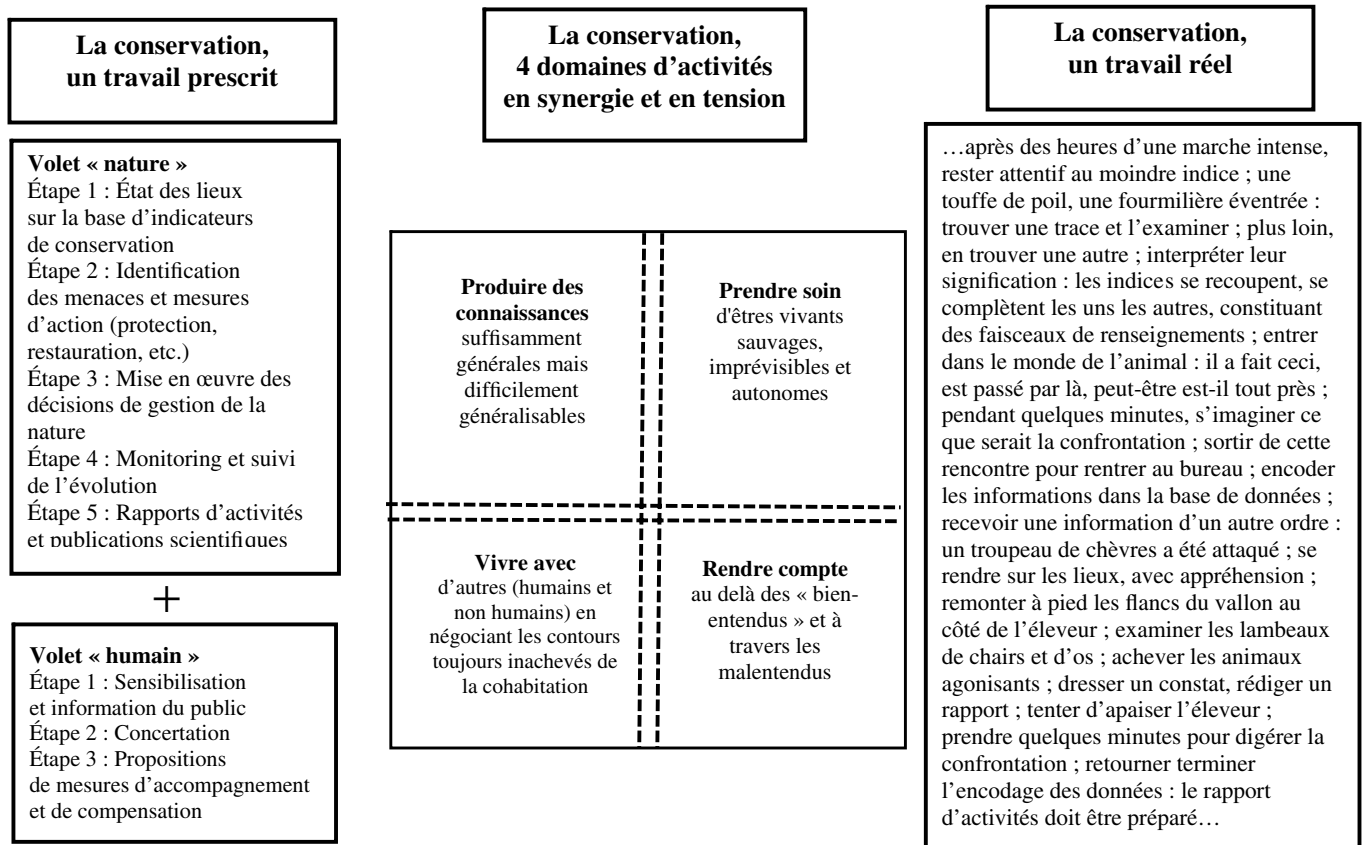 La conservation,
un travail prescrit
Volet « nature »
Étape 1 : État des lieux
sur la base d’indicateurs
de conservation
Étape 2 : Identification
des menaces et mesures
d’action (protection,
restauration, etc.)
Étape 3 : Mise en œuvre des
décisions de gestion de la
nature
Étape 4 : Monitoring et suivi
de l’évolution
Étape 5 : Rapports d’activités
et publications scientifiques
+
Volet « humain »
Étape 1 : Sensibilisation
et information du public
Étape 2 : Concertation
Étape 3 : Propositions
de mesures d’accompagnement
et de compensation
La conservation,
4 domaines d’activités
en synergie et en tension
Produire des
connaissances
suffisamment
générales mais
difficilement
généralisables
Prendre soin
d'êtres vivants
sauvages,
imprévisibles et
autonomes
Vivre avec
d’autres (humains et
non humains) en
négociant les contours
toujours inachevés de
la cohabitation
Rendre compte
au delà des « bien-
entendus » et à
travers les
malentendus
La conservation,
un travail réel
…après des heures d’une marche intense,
rester attentif au moindre indice ; une
touffe de poil, une fourmilière éventrée :
trouver une trace et l’examiner ; plus loin,
en trouver une autre ; interpréter leur
signification : les indices se recoupent, se
complètent les uns les autres, constituant
des faisceaux de renseignements ; entrer
dans le monde de l’animal : il a fait ceci,
est passé par là, peut-être est-il tout près ;
pendant quelques minutes, s’imaginer ce
que serait la confrontation ; sortir de cette
rencontre pour rentrer au bureau ; encoder
les informations dans la base de données ;
recevoir une information d’un autre ordre :
un troupeau de chèvres a été attaqué ; se
rendre sur les lieux, avec appréhension ;
remonter à pied les flancs du vallon au
côté de l’éleveur ; examiner les lambeaux
de chairs et d’os ; achever les animaux
agonisants ; dresser un constat, rédiger un
rapport ; tenter d’apaiser l’éleveur ;
prendre quelques minutes pour digérer la
confrontation ; retourner terminer
l’encodage des données : le rapport
d’activités doit être préparé…